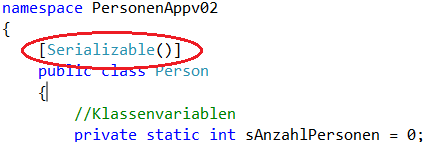 namespace PersonenAppv02
{
[Serializable()]
public class Person
{
//Klassenvariablen
private static int sAnzahlPersonen = 0;